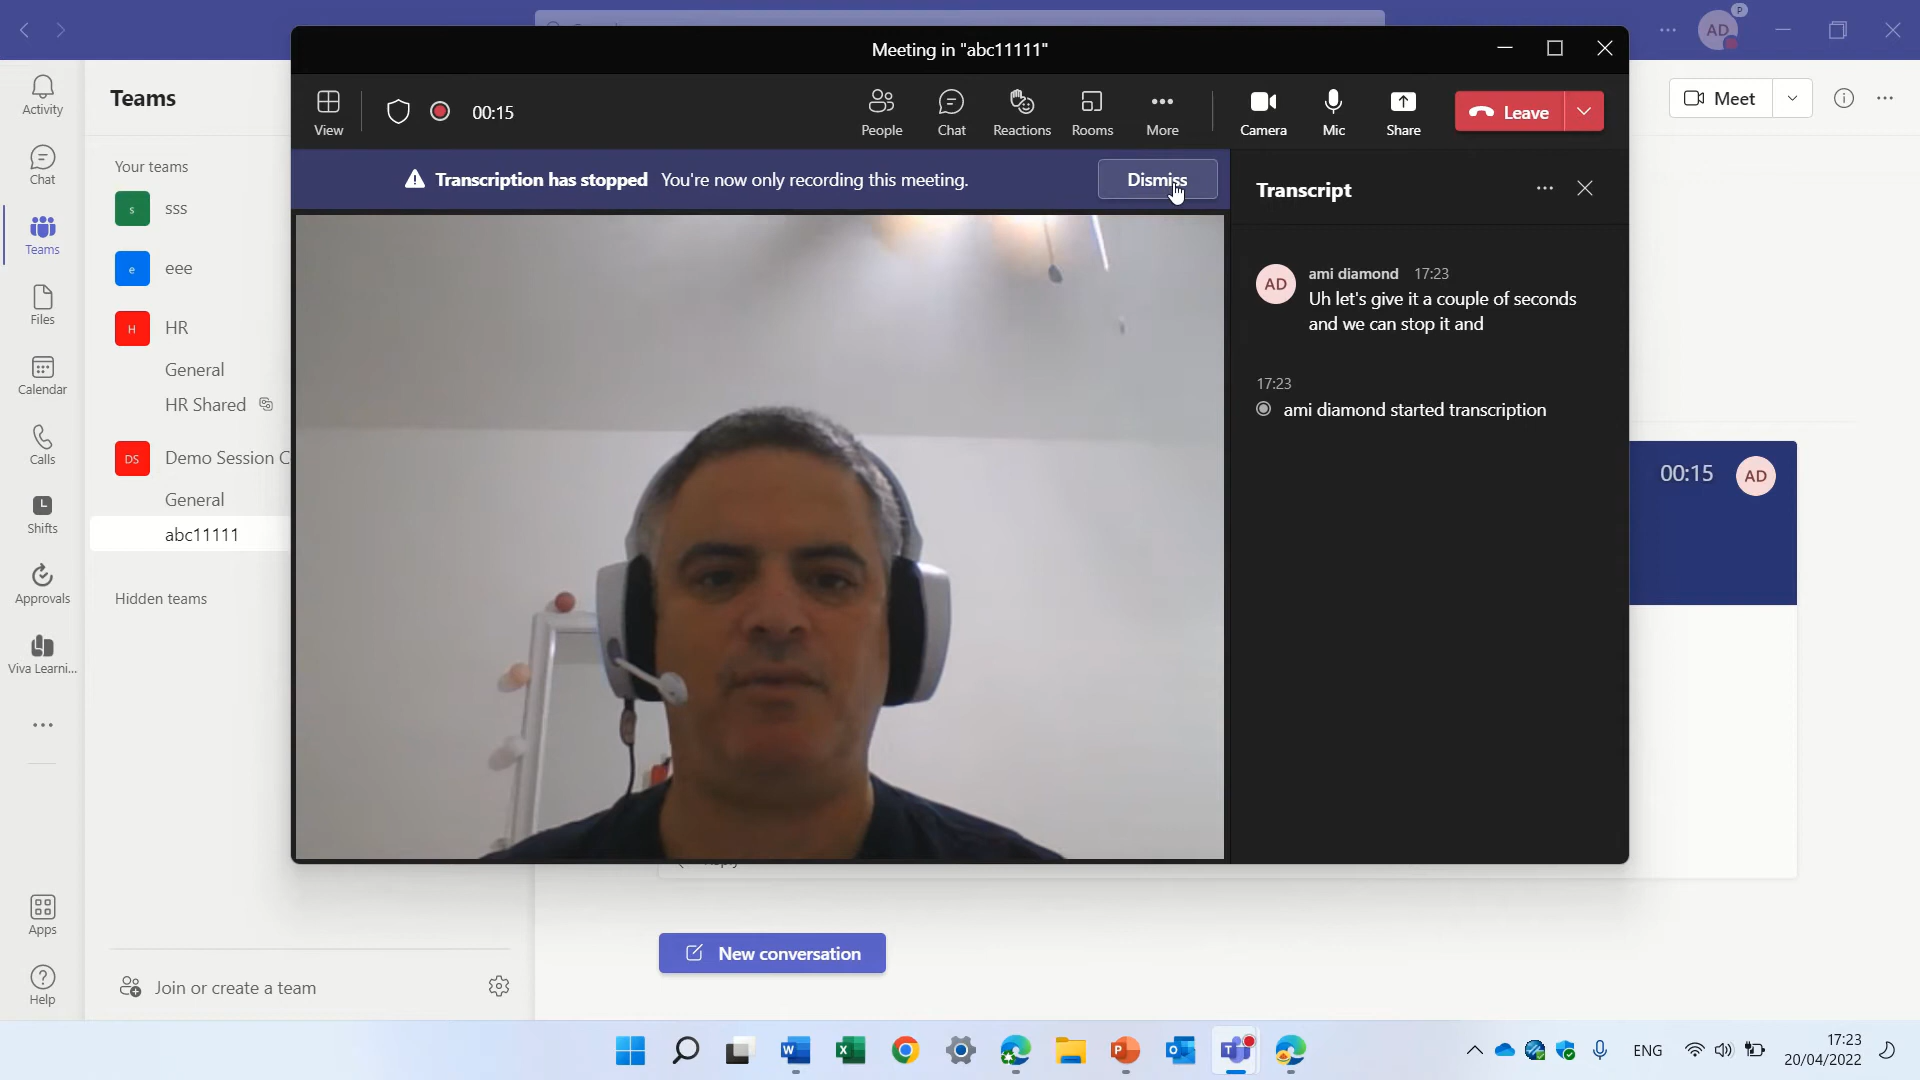 P
AD
Meeting in "abc11111"
Activity
Chat
Teams
Files
Calendar
Calls
Shifts
Approvals
Viva Learni...
Apps
Help
Teams
Your teams
s sss
e eee
H HR
General
HR Shared
DS Demo Session C
General
abc11111
Hidden teams
Join or create a team
View
00:15
People
Chat
Reactions
Rooms
More
Camera
Mic
Share
Leave
Transcription has stopped You're now only recording this meeting.
Dismiss
Transcript
AD
ami diamond 17:23
Uh let's give it a couple of seconds
and we can stop it and
17:23
ami diamond started transcription
Meet
00:15 AD
New conversation
ENG
17:23
20/04/2022